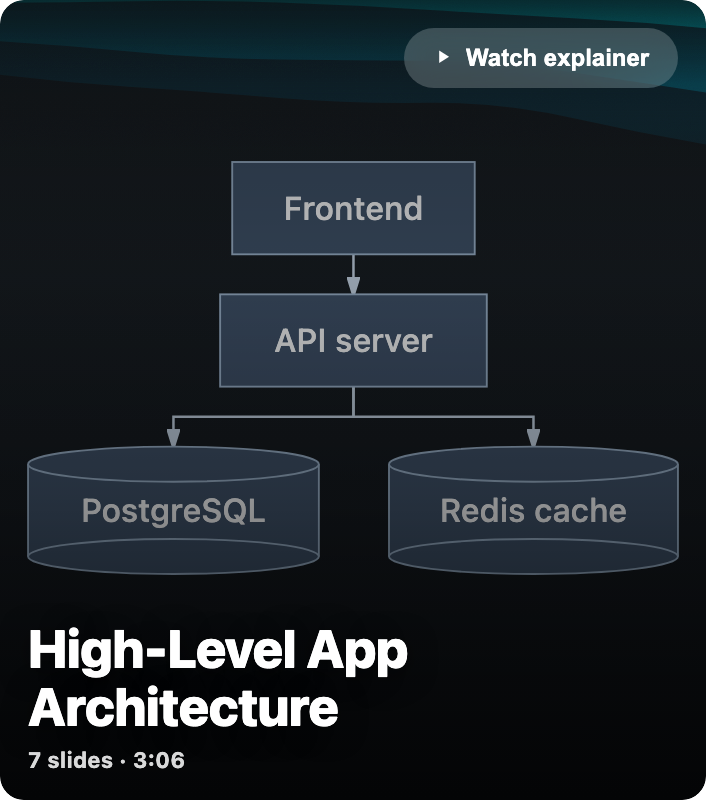 Watch explainer
Frontend
API server
PostgreSQL
Redis cache
High-Level App
Architecture
7 slides · 3:06